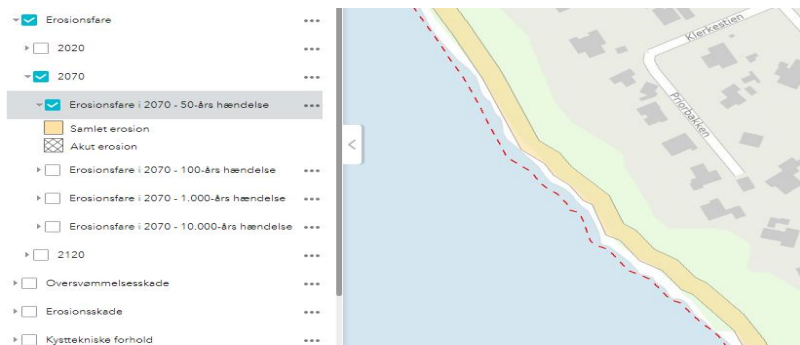 Erosionsfare
2020
2070
Erosionsfare i 2070 - 50-års hændelse
Samlet erosion
Akut erosion
Erosionsfare i 2070 - 100-års hændelse
Erosionsfare i 2070 - 1.000-års hændelse
Erosionsfare i 2070 - 10.000-års hændelse
2120
Oversvømmelsesskade
Erosionsskade
Kysttekniske forhold
Klerkestien
Priorbakken